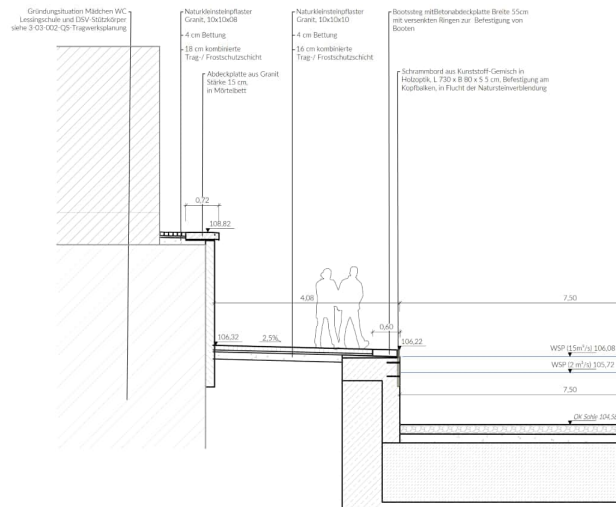 Gründungsituation Mädchen WC
Lessingschule und DSV-Stützkörper
siehe 3-03-002-QS-Tragwerksplanung
Naturkleinsteinpflaster
Granit, 10x10x08
4 cm Bettung
18 cm kombinierte
Trag-/ Frostschutzschicht
Abdeckplatte aus Granit
Stärke 15 cm,
in Mörtelbett
Naturkleinsteinpflaster
Granit, 10x10x10
4 cm Bettung
16 cm kombinierte
Trag-/ Frostschutzschicht
Bootssteg mitBetonabdeckplatte Breite 55cm
mit versenkten Ringen zur Befestigung von
Booten
Schrammbord aus Kunststoff-Gemisch in
Holzoptik, L 730 x B 80 x S 5 cm, Befestigung am
Kopfbalken, in Flucht der Natursteinverblendung
0,72
108,82
4,08
7,50
0,60
106,32
2,5%
106,22
WSP (15m³/s) 106,08
WSP (2 m³/s) 105,72
7,50
OK Sohle 104,58